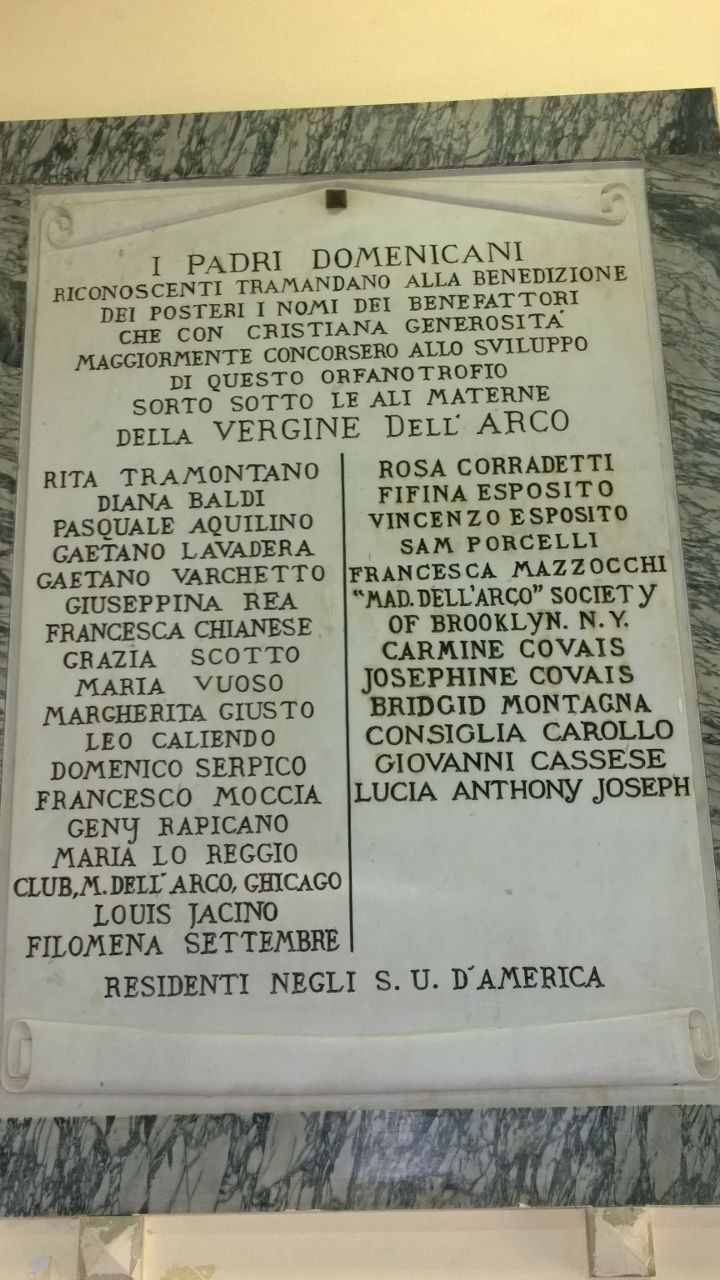 I PADRI DOMENICANI
RICONOSCENTI TRAMANDANO ALLA BENEDIZIONE
DEI POSTERI I NOMI DEI BENEFATTORI
CHE CON CRISTIANA GENEROSITA'
MAGGIORMENTE CONCORSERO ALLO SVILUPPO
DI QUESTO ORFANOTROFIO
SORTO SOTTO LE ALI MATERNE
DELLA VERGINE DELL' ARCO
RITA TRAMONTANO
DIANA BALDI
PASQUALE AQUILINO
GAETANO LAVADERA
GAETANO VARCHETTO
GIUSEPPINA REA
FRANCESCA CHIANESE
GRAZIA SCOTTO
MARIA VUOSO
MARGHERITA GIUSTO
LEO CALIENDO
DOMENICO SERPICO
FRANCESCO MOCCIA
GENY RAPICANO
MARIA LO REGGIO
CLUB, M. DELL' ARCO, GHICAGO
LOUIS JACINO
FILOMENA SETTEMBRE
ROSA CORRADETTI
FIFINA ESPOSITO
VINCENZO ESPOSITO
SAM PORCELLI
FRANCESCA MAZZOCCHI
"MAD. DELL'ARÇO" SOCIETY
OF BROOKLYN. N.Y.
CARMINE COVAIS
JOSEPHINE COVAIS
BRIDGID MONTAGNA
CONSIGLIA CAROLLO
GIOVANNI CASSESE
LUCIA ANTHONY JOSEPH
RESIDENTI NEGLI S. U. D'AMERICA